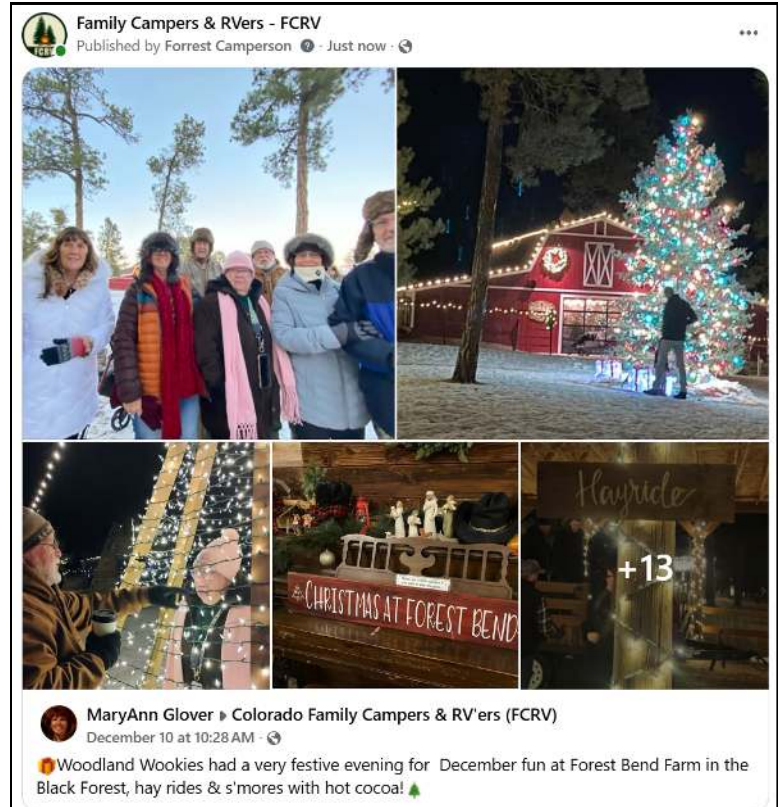 Family Campers & RVers - FCRV
Published by Forrest Camperson · Just now ·
FCRV
Hayride
+13
CHRISTMAS AT FOREST BEND
MaryAnn Glover ▸ Colorado Family Campers & RV'ers (FCRV)
December 10 at 10:28 AM ·
🎁Woodland Wookies had a very festive evening for December fun at Forest Bend Farm in the
Black Forest, hay rides & s'mores with hot cocoa!🌲